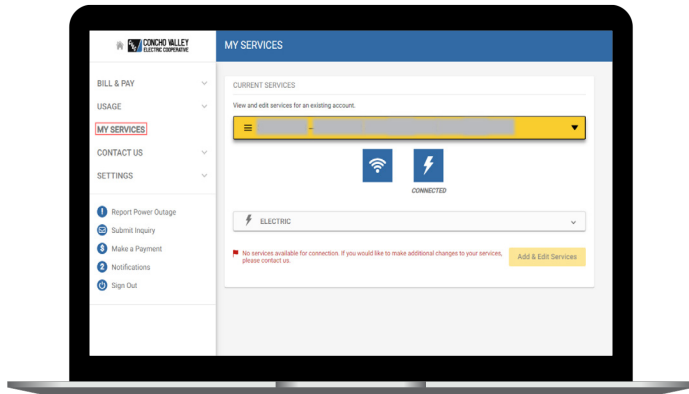 CONCHO VALLEY
ELECTRIC COOPERATIVE
MY SERVICES
BILL & PAY
USAGE
MY SERVICES
CONTACT US
SETTINGS
Report Power Outage
Submit Inquiry
Make a Payment
2 Notifications
Sign Out
CURRENT SERVICES
View and edit services for an existing account.
CONNECTED
ELECTRIC
No services available for connection. If you would like to make additional changes to your services,
please contact us.
Add & Edit Services